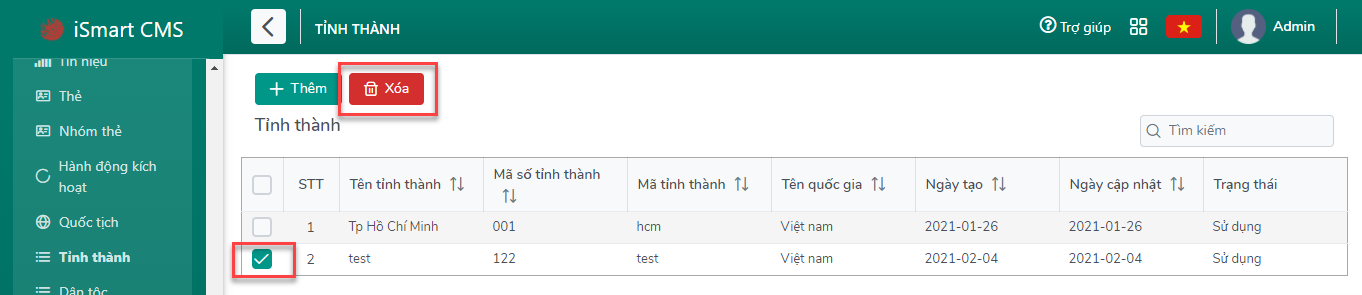 iSmart CMS
TỈNH THÀNH
Trợ giúp
Admin
Tín hiệu
Thẻ
Nhóm thẻ
Hành động kích
hoạt
Quốc tịch
Tỉnh thành
Dân tộc
Thêm
Xóa
Tỉnh thành
Tìm kiếm
STT
Tên tỉnh thành
Mã số tỉnh thành
Mã tỉnh thành
Tên quốc gia
Ngày tạo
Ngày cập nhật
Trạng thái
1 Tp Hồ Chí Minh 001 hcm Việt nam 2021-01-26 2021-01-26 Sử dụng
2 test 122 test Việt nam 2021-02-04 2021-02-04 Sử dụng